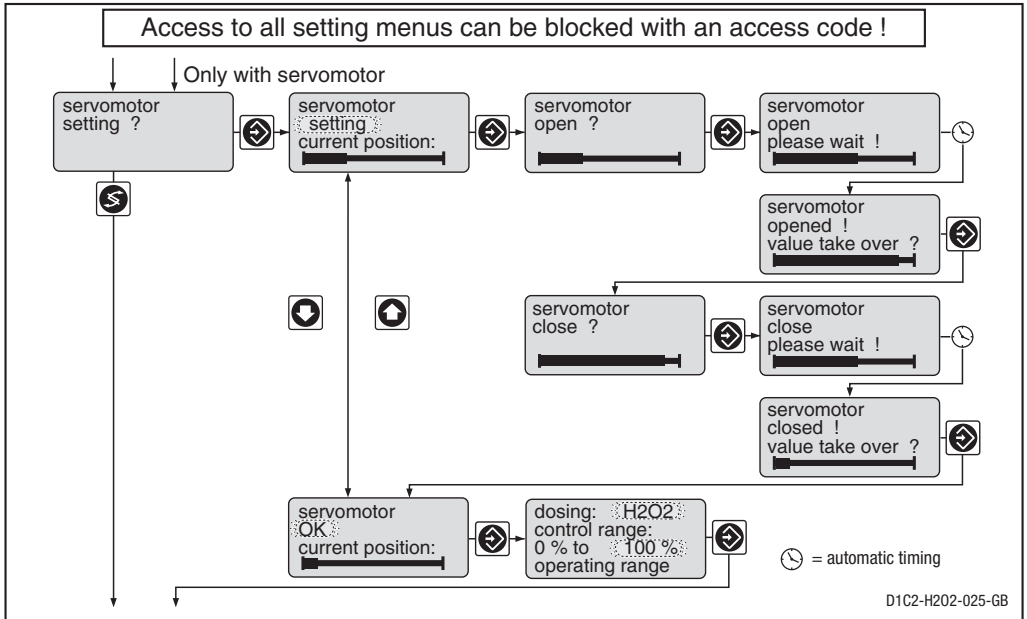 Access to all setting menus can be blocked with an access code !
Only with servomotor
servomotor
setting ?
servomotor
setting
current position:
servomotor
open ?
servomotor
open
please wait !
servomotor
opened !
value take over ?
servomotor
close ?
servomotor
close
please wait !
servomotor
closed !
value take over ?
servomotor
OK
current position:
dosing: H2O2
control range:
0 % to 100 %
operating range
= automatic timing
D1C2-H2O2-025-GB